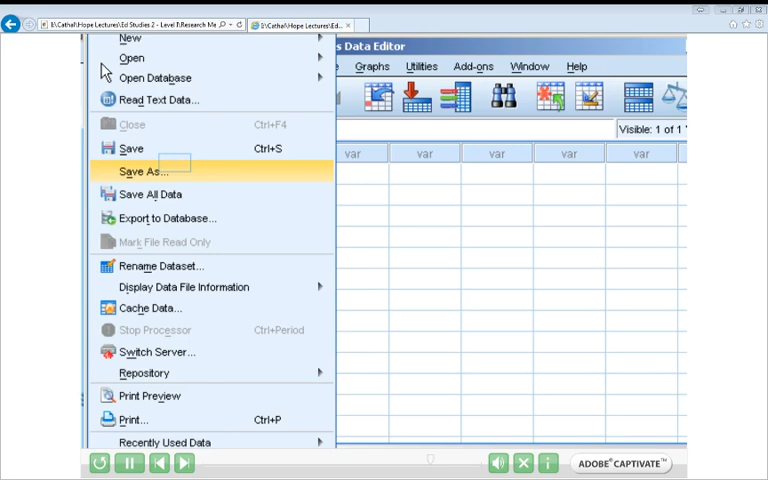 E:\Cathal\Hope Lectures\Ed Studies 2 - Level I\Research Me
E:\Cathal\Hope Lectures\Ed...
New
s Data Editor
Open
Graphs Utilities Add-ons Window Help
Open Database
Read Text Data...
Close Ctrl+F4
Visible: 1 of 1
Save Ctrl+S
var var var var var
Save As...
Save All Data
Export to Database...
Mark File Read Only
Rename Dataset...
Display Data File Information
Cache Data...
Stop Processor Ctrl+Period
Switch Server...
Repository
Print Preview
Print... Ctrl+P
Recently Used Data
ADOBE® CAPTIVATE™